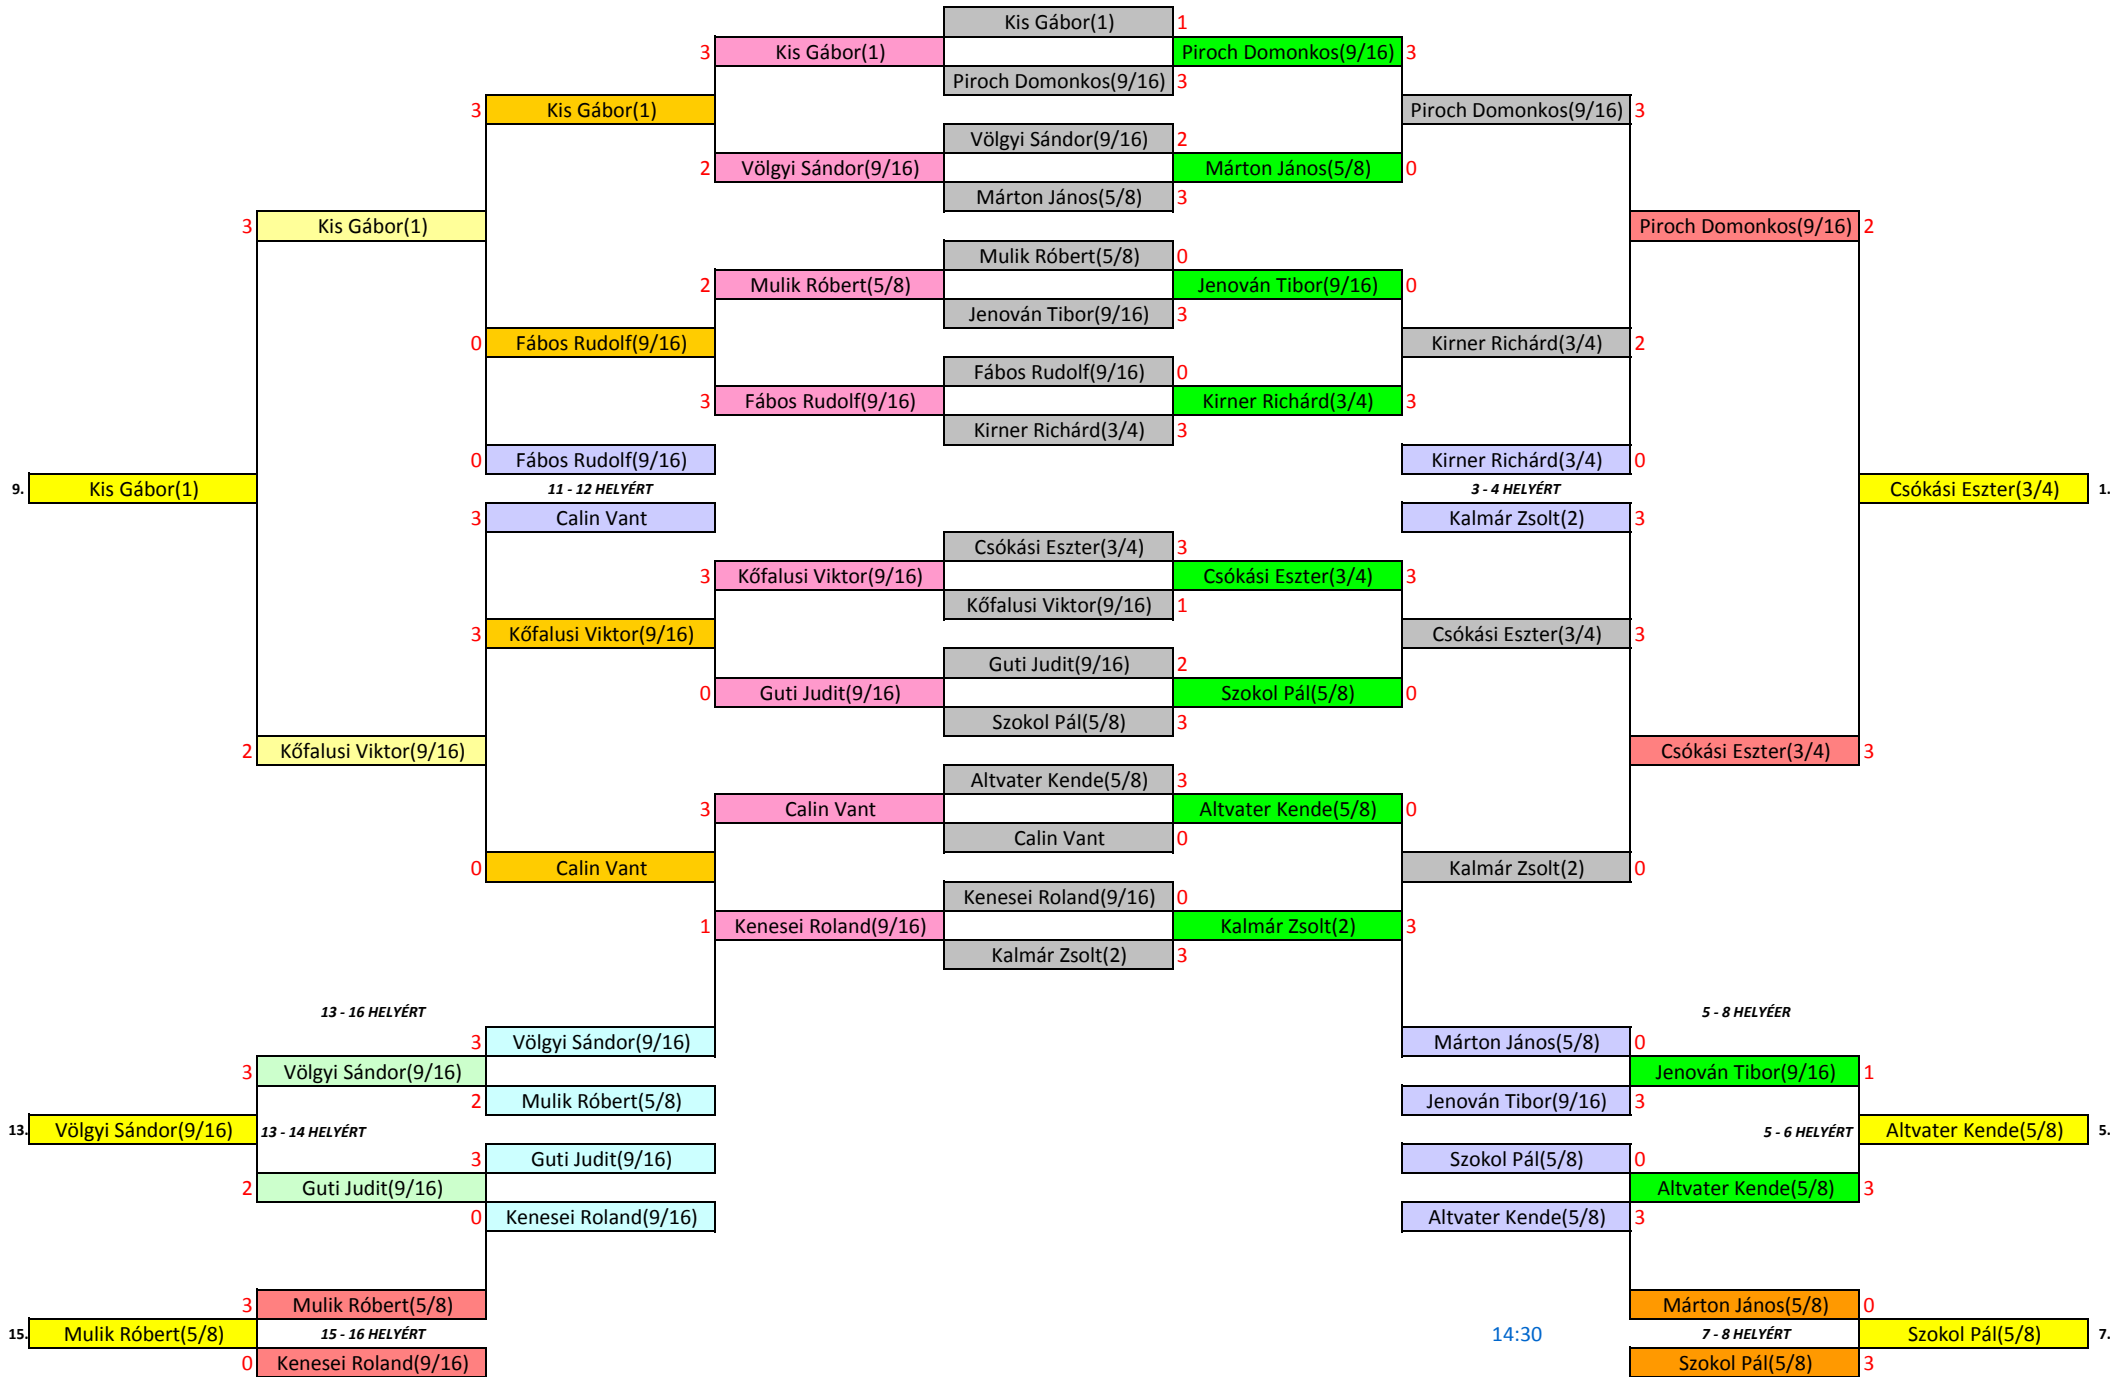 Kis Gábor(1) 1
3 Kis Gábor(1) Piroch Domonkos(9/16) 3
Piroch Domonkos(9/16) 3
3 Kis Gábor(1) Piroch Domonkos(9/16) 3
Völgyi Sándor(9/16) 2
2 Völgyi Sándor(9/16) Márton János(5/8) 0
Márton János(5/8) 3
3 Kis Gábor(1) Piroch Domonkos(9/16) 2
Mulik Róbert(5/8) 0
2 Mulik Róbert(5/8) Jenován Tibor(9/16) 0
Jenován Tibor(9/16) 3
0 Fábos Rudolf(9/16) Kirner Richárd(3/4) 2
Fábos Rudolf(9/16) 0
3 Fábos Rudolf(9/16) Kirner Richárd(3/4) 3
Kirner Richárd(3/4) 3
0 Fábos Rudolf(9/16) Kirner Richárd(3/4) 0
9. Kis Gábor(1) 11 - 12 HELYÉRT 3 - 4 HELYÉRT Csókási Eszter(3/4) 1.
3 Calin Vant Kalmár Zsolt(2) 3
Csókási Eszter(3/4) 3
3 Kőfalusi Viktor(9/16) Csókási Eszter(3/4) 3
Kőfalusi Viktor(9/16) 1
3 Kőfalusi Viktor(9/16) Csókási Eszter(3/4) 3
Guti Judit(9/16) 2
0 Guti Judit(9/16) Szokol Pál(5/8) 0
Szokol Pál(5/8) 3
2 Kőfalusi Viktor(9/16) Csókási Eszter(3/4) 3
Altvater Kende(5/8) 3
3 Calin Vant Altvater Kende(5/8) 0
Calin Vant 0
0 Calin Vant Kalmár Zsolt(2) 0
Kenesei Roland(9/16) 0
1 Kenesei Roland(9/16) Kalmár Zsolt(2) 3
Kalmár Zsolt(2) 3
13 - 16 HELYÉRT 5 - 8 HELYÉER
3 Völgyi Sándor(9/16) Márton János(5/8) 0
3 Völgyi Sándor(9/16) Jenován Tibor(9/16) 1
2 Mulik Róbert(5/8) Jenován Tibor(9/16) 3
13. Völgyi Sándor(9/16) 13 - 14 HELYÉRT 5 - 6 HELYÉRT Altvater Kende(5/8) 5.
3 Guti Judit(9/16) Szokol Pál(5/8) 0
2 Guti Judit(9/16) Altvater Kende(5/8) 3
0 Kenesei Roland(9/16) Altvater Kende(5/8) 3
3 Mulik Róbert(5/8) Márton János(5/8) 0
15. Mulik Róbert(5/8) 15 - 16 HELYÉRT 14:30 7 - 8 HELYÉRT Szokol Pál(5/8) 7.
0 Kenesei Roland(9/16) Szokol Pál(5/8) 3